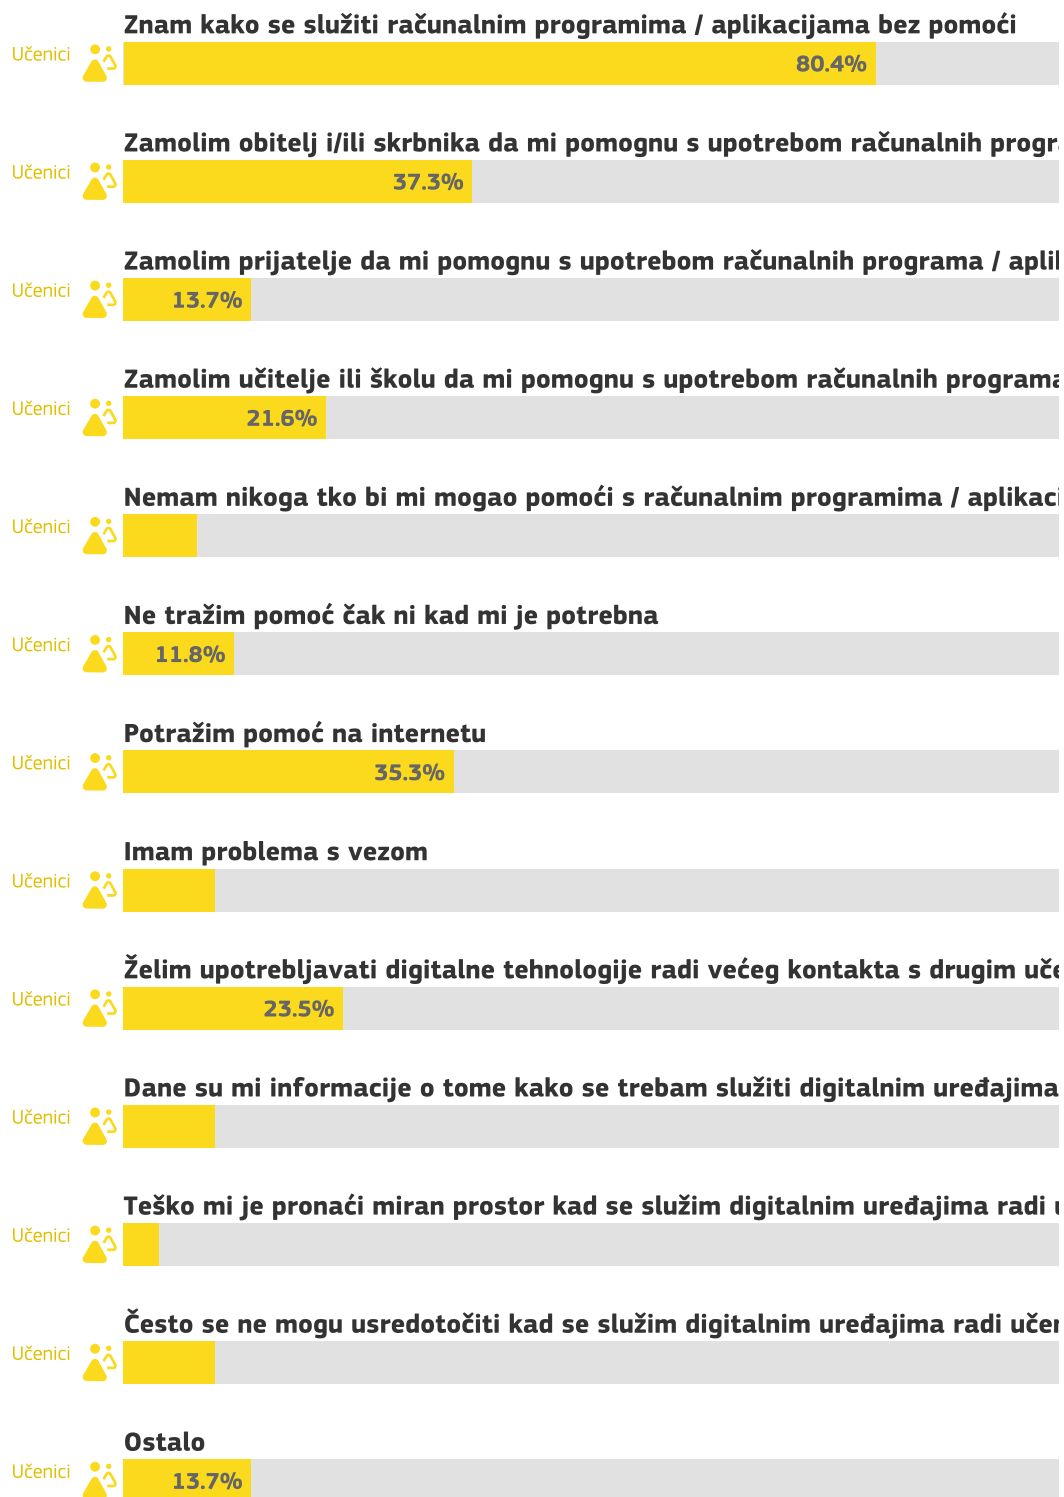 Znam kako se služiti računalnim programima / aplikacijama bez pomoći
Učenici
80.4%
Zamolim obitelj i/ili skrbnika da mi pomognu s upotrebom računalnih progr
Učenici
37.3%
Zamolim prijatelje da mi pomognu s upotrebom računalnih programa / aplik
Učenici
13.7%
Zamolim učitelje ili školu da mi pomognu s upotrebom računalnih programa
Učenici
21.6%
Nemam nikoga tko bi mi mogao pomoći s računalnim programima / aplikaci
Učenici
Ne tražim pomoć čak ni kad mi je potrebna
Učenici
11.8%
Potražim pomoć na internetu
Učenici
35.3%
Imam problema s vezom
Učenici
Želim upotrebljavati digitalne tehnologije radi većeg kontakta s drugim uče
Učenici
23.5%
Dane su mi informacije o tome kako se trebam služiti digitalnim uređajima
Učenici
Teško mi je pronaći miran prostor kad se služim digitalnim uređajima radi
Učenici
Često se ne mogu usredotočiti kad se služim digitalnim uređajima radi učen
Učenici
Ostalo
Učenici
13.7%